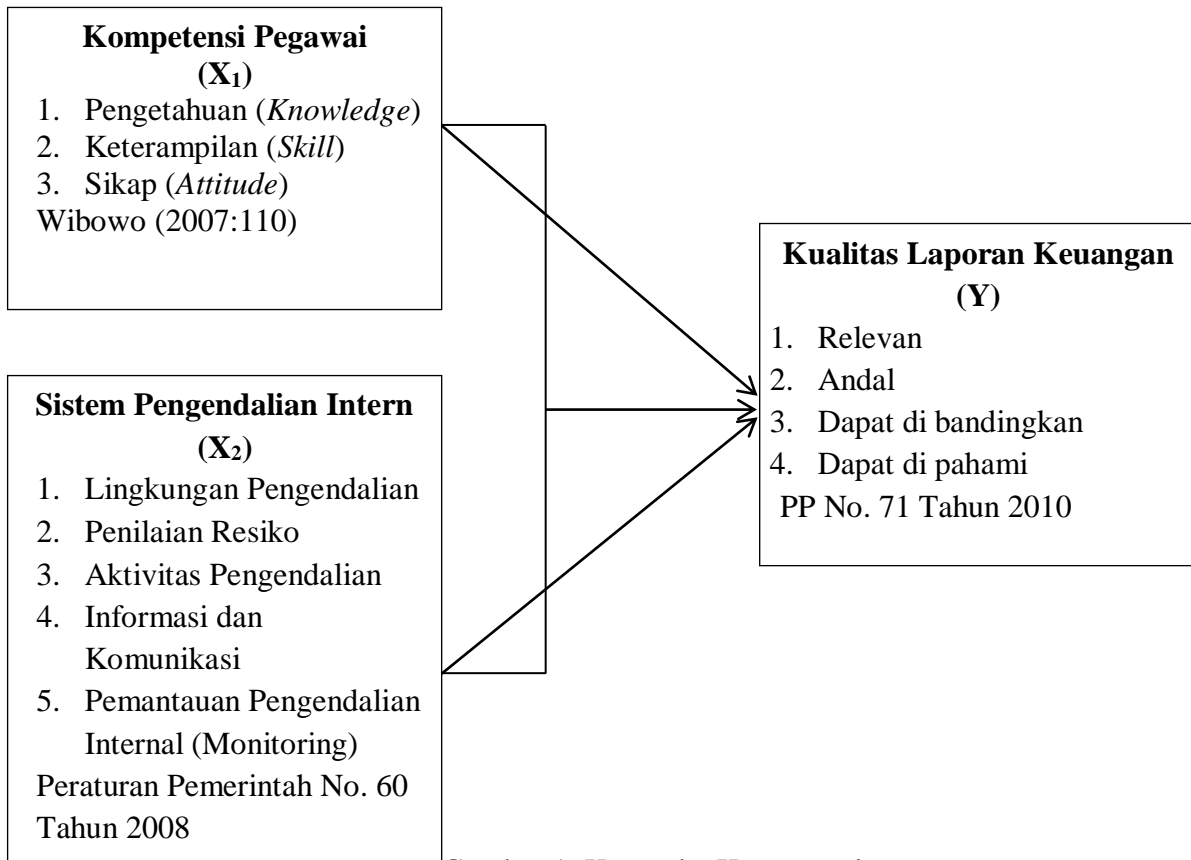 Kompetensi Pegawai
(X₁)
1. Pengetahuan (Knowledge)
2. Keterampilan (Skill)
3. Sikap (Attitude)
Wibowo (2007:110)
Kualitas Laporan Keuangan
(Y)
1. Relevan
2. Andal
3. Dapat di bandingkan
4. Dapat di pahami
PP No. 71 Tahun 2010
Sistem Pengendalian Intern
(X₂)
1. Lingkungan Pengendalian
2. Penilaian Resiko
3. Aktivitas Pengendalian
4. Informasi dan
Komunikasi
5. Pemantauan Pengendalian
Internal (Monitoring)
Peraturan Pemerintah No. 60
Tahun 2008